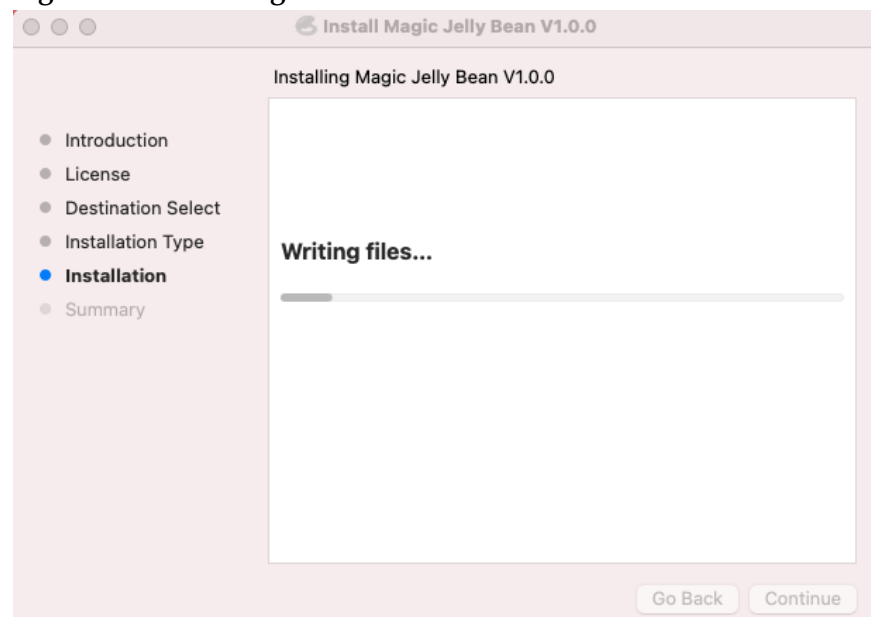 Install Magic Jelly Bean V1.0.0
Installing Magic Jelly Bean V1.0.0
Introduction
License
Destination Select
Installation Type
Installation
Summary
Writing files...
Go Back
Continue